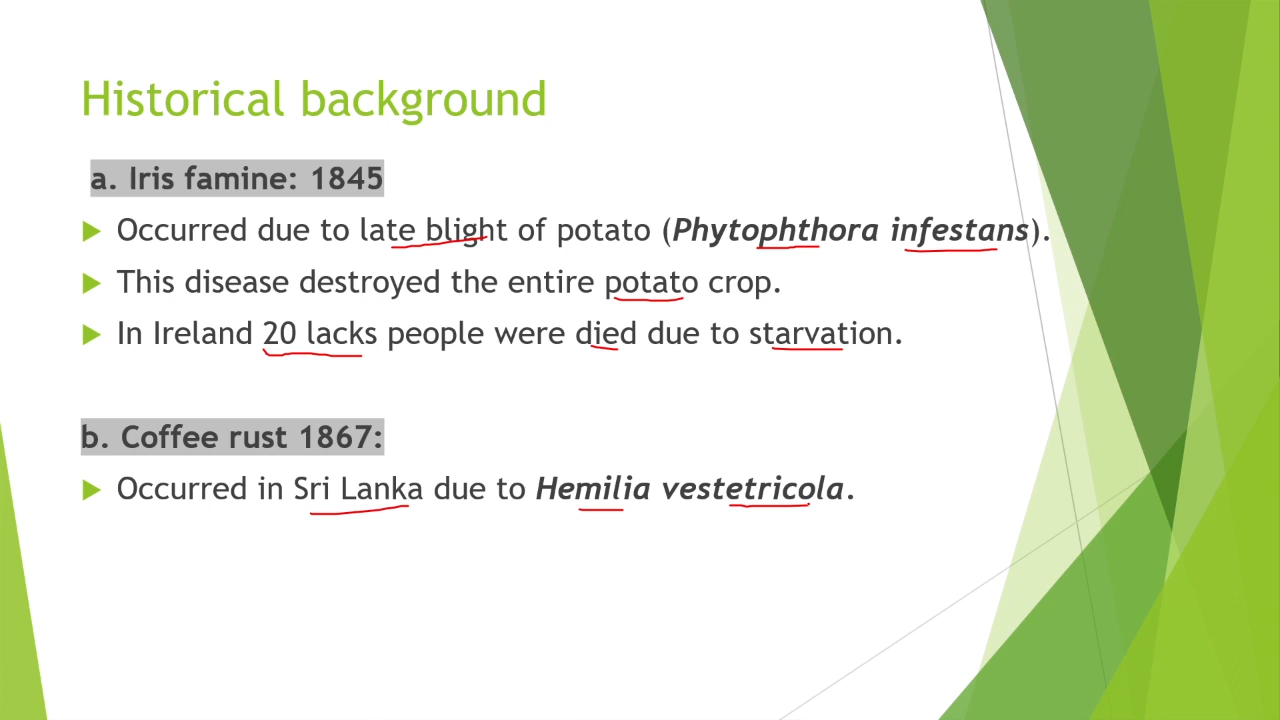 Historical background
a. Iris famine: 1845
Occurred due to late blight of potato (Phytophthora infestans).
This disease destroyed the entire potato crop.
In Ireland 20 lacks people were died due to starvation.
b. Coffee rust 1867:
Occurred in Sri Lanka due to Hemilia vestetricola.